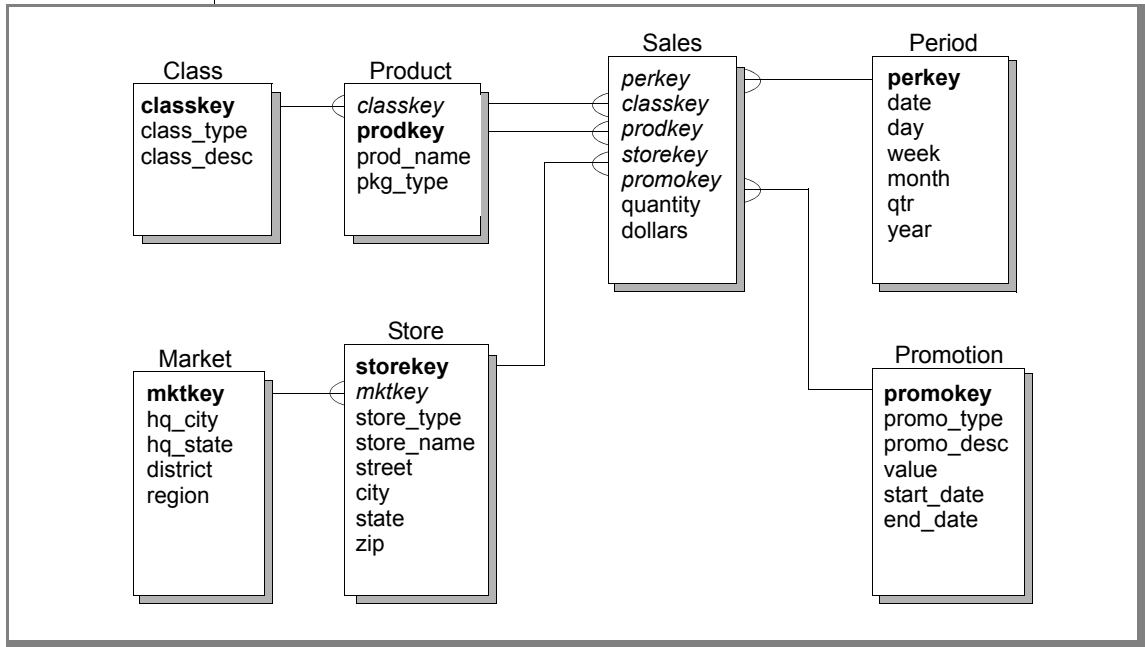 Class
classkey
class_type
class_desc
Product
classkey
prodkey
prod_name
pkg_type
Sales
perkey
classkey
prodkey
storekey
promokey
quantity
dollars
Period
perkey
date
day
week
month
qtr
year
Market
mktkey
hq_city
hq_state
district
region
Store
storekey
mktkey
store_type
store_name
street
city
state
zip
Promotion
promokey
promo_type
promo_desc
value
start_date
end_date